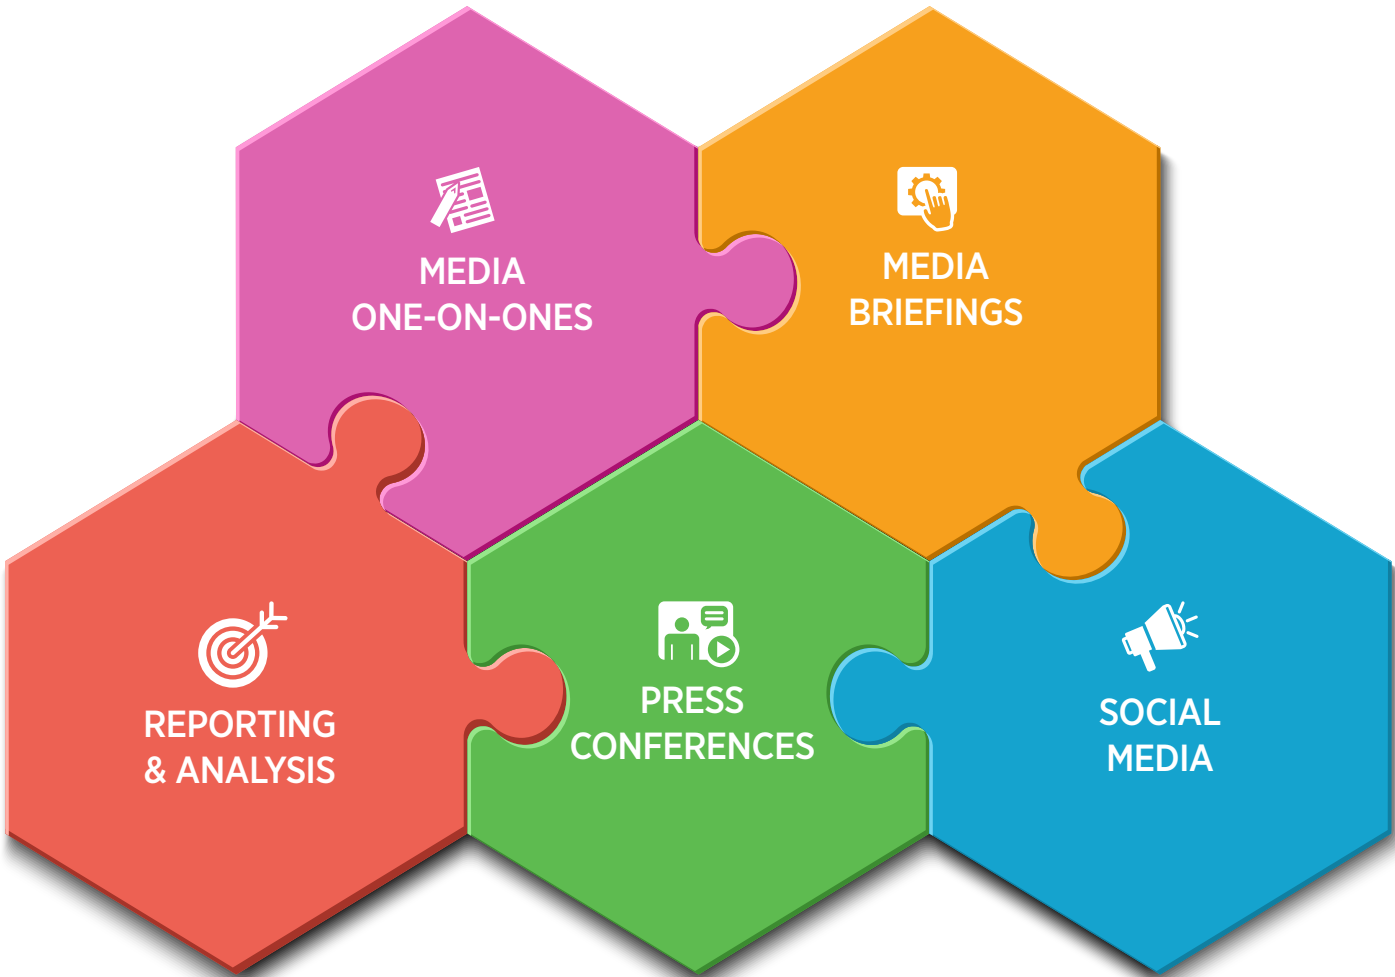 MEDIA
ONE-ON-ONES
MEDIA
BRIEFINGS
REPORTING
& ANALYSIS
PRESS
CONFERENCES
SOCIAL
MEDIA